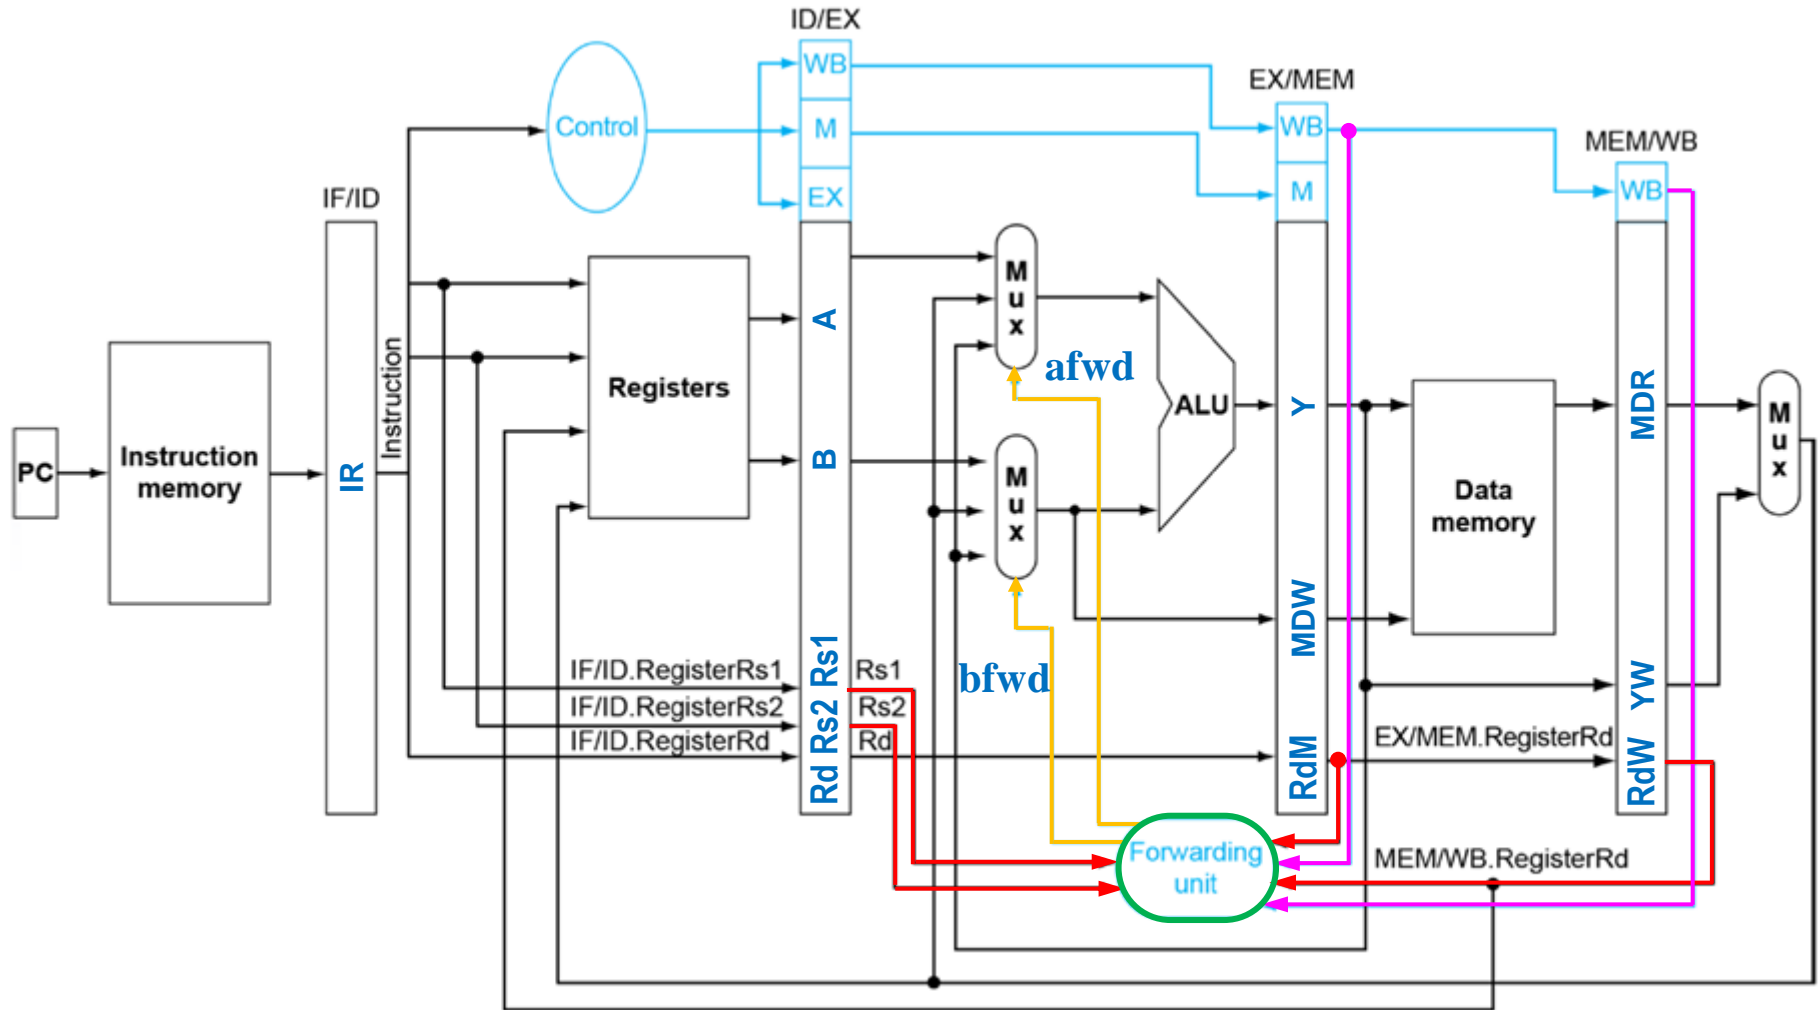 ID/EX
WB
EX/MEM
Control
M
WB
MEM/WB
IF/ID
EX
M
WB
M
u
x
A
Instruction
Registers
afwd
ALU
Y
MDR
M
u
x
PC
Instruction
memory
IR
B
M
u
x
Data
memory
MDW
IF/ID.RegisterRs1
Rs1
Rs1
bfwd
IF/ID.RegisterRs2
Rs2
Rs2
YW
IF/ID.RegisterRd
Rd
Rd
RdM
EX/MEM.RegisterRd
RdW
Forwarding
unit
MEM/WB.RegisterRd